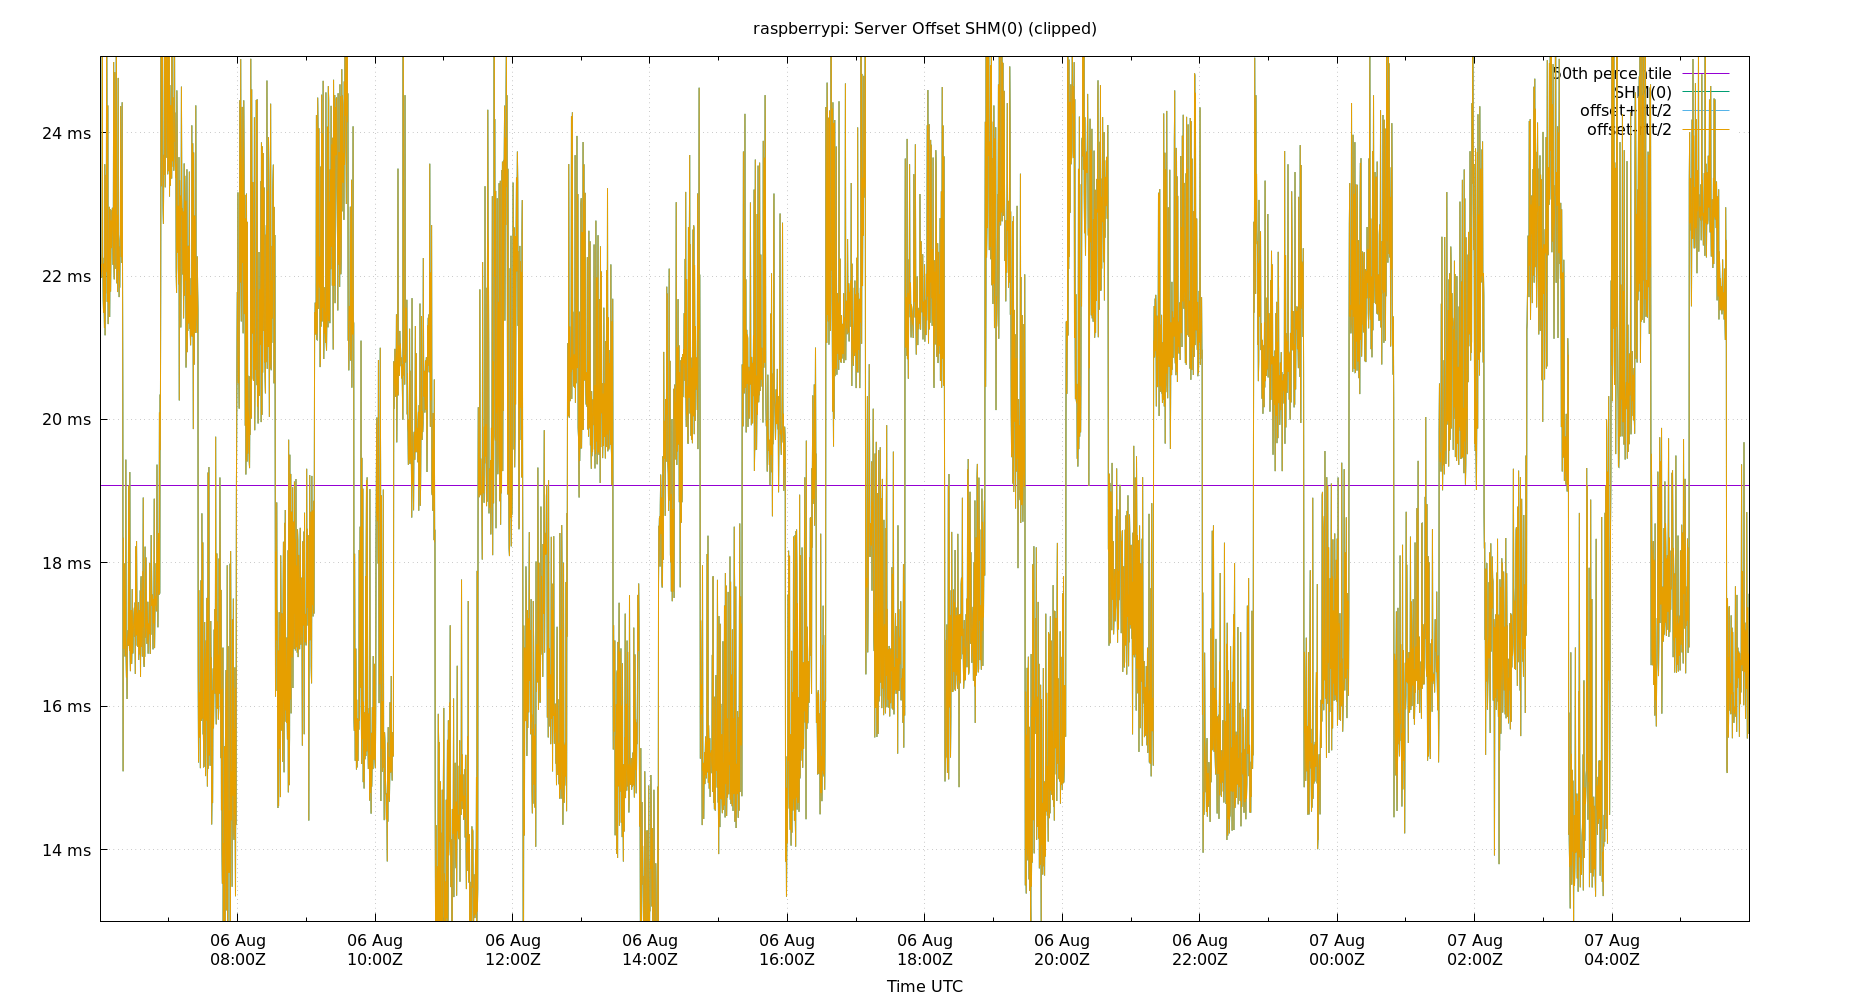 raspberrypi: Server Offset SHM(0) (clipped)
50th percentile
SHM(0)
offset+rtt/2
offset-rtt/2
24 ms
22 ms
20 ms
18 ms
16 ms
14 ms
06 Aug 06 Aug 06 Aug 06 Aug 06 Aug 06 Aug 06 Aug 06 Aug 07 Aug 07 Aug 07 Aug
08:00Z 10:00Z 12:00Z 14:00Z 16:00Z 18:00Z 20:00Z 22:00Z 00:00Z 02:00Z 04:00Z
Time UTC